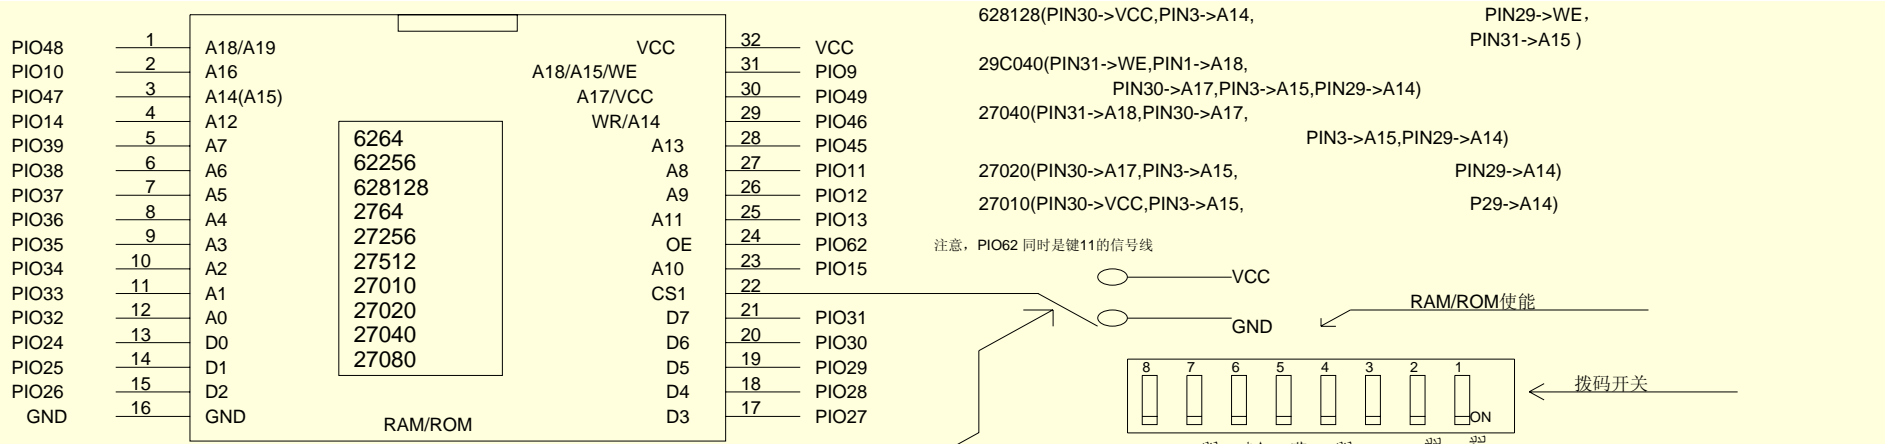 628128(PIN30->VCC,PIN3->A14, PIN29->WE,
PIN31->A15 )
PIO48 1 A18/A19 VCC 32 VCC
PIO10 2 A16 A18/A15/WE 31 PIO9
29C040(PIN31->WE,PIN1->A18,
PIO47 3 A14(A15) A17/VCC 30 PIO49
PIN30->A17,PIN3->A15,PIN29->A14)
PIO14 4 A12 WR/A14 29 PIO46
27040(PIN31->A18,PIN30->A17,
PIO39 5 A7 6264 A13 28 PIO45
PIN3->A15,PIN29->A14)
PIO38 6 A6 62256 A8 27 PIO11
27020(PIN30->A17,PIN3->A15, PIN29->A14)
PIO37 7 A5 628128 A9 26 PIO12
PIO36 8 A4 2764 A11 25 PIO13
27010(PIN30->VCC,PIN3->A15, P29->A14)
PIO35 9 A3 27256 OE 24 PIO62
注意，PIO62 同时是键11的信号线
PIO34 10 A2 27512 A10 23 PIO15
VCC
PIO33 11 A1 27010 CS1 22
RAM/ROM使能
PIO32 12 A0 27020 D7 21 PIO31
GND
PIO24 13 D0 27040 D6 20 PIO30
PIO25 14 D1 27080 D5 19 PIO29
8 7 6 5 4 3 2 1
拨码开关
PIO26 15 D2 D4 18 PIO28
GND 16 GND D3 17 PIO27
ON
RAM/ROM